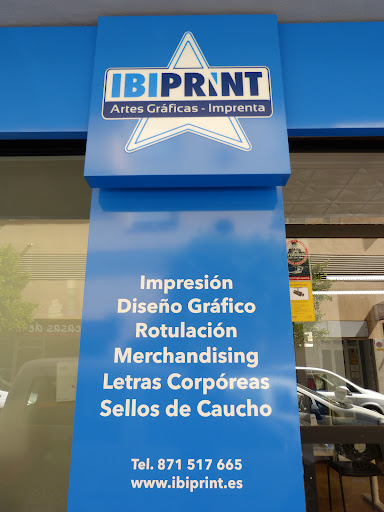 IBIPRINT
Artes Gráficas - Imprenta
Impresión
Diseño Gráfico
Rotulación
Merchandising
Letras Corpóreas
Sellos de Caucho
Tel. 871 517 665
www.ibiprint.es